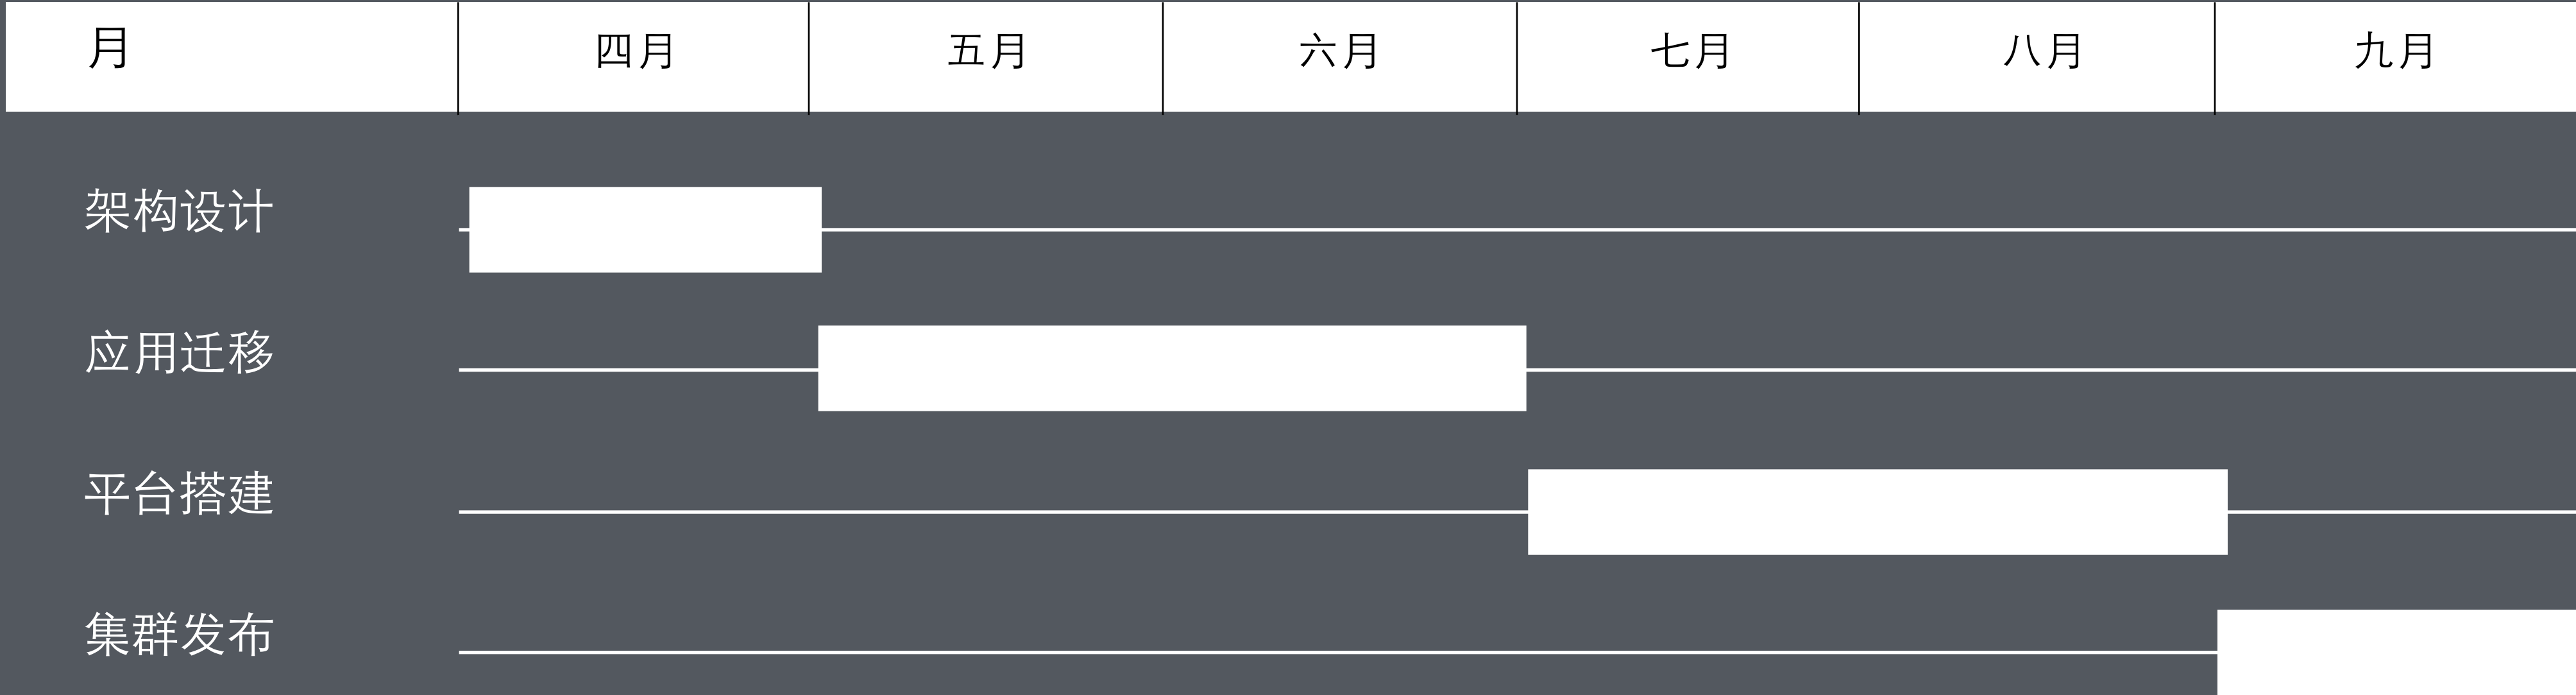 月 四月 五月 六月 七月 八月 九月
架构设计
应用迁移
平台搭建
集群发布